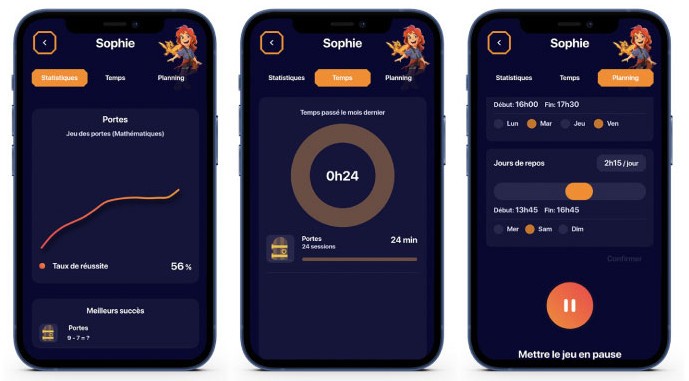 Sophie
Statistiques Temps Planning
Portes
Jeu des portes (Mathématiques)
Taux de réussite 56 %
Meilleurs succès
Portes
9 - 7 = ?
Sophie
Statistiques Temps Planning
Temps passé le mois dernier
0h24
Portes 24 min
24 sessions
Sophie
Statistiques Temps Planning
Début: 16h00 Fin: 17h30
Lun Mar Jeu Ven
Jours de repos 2h15 / jour
Début: 13h45 Fin: 16h45
Mer Sam Dim
Confirmer
Mettre le jeu en pause